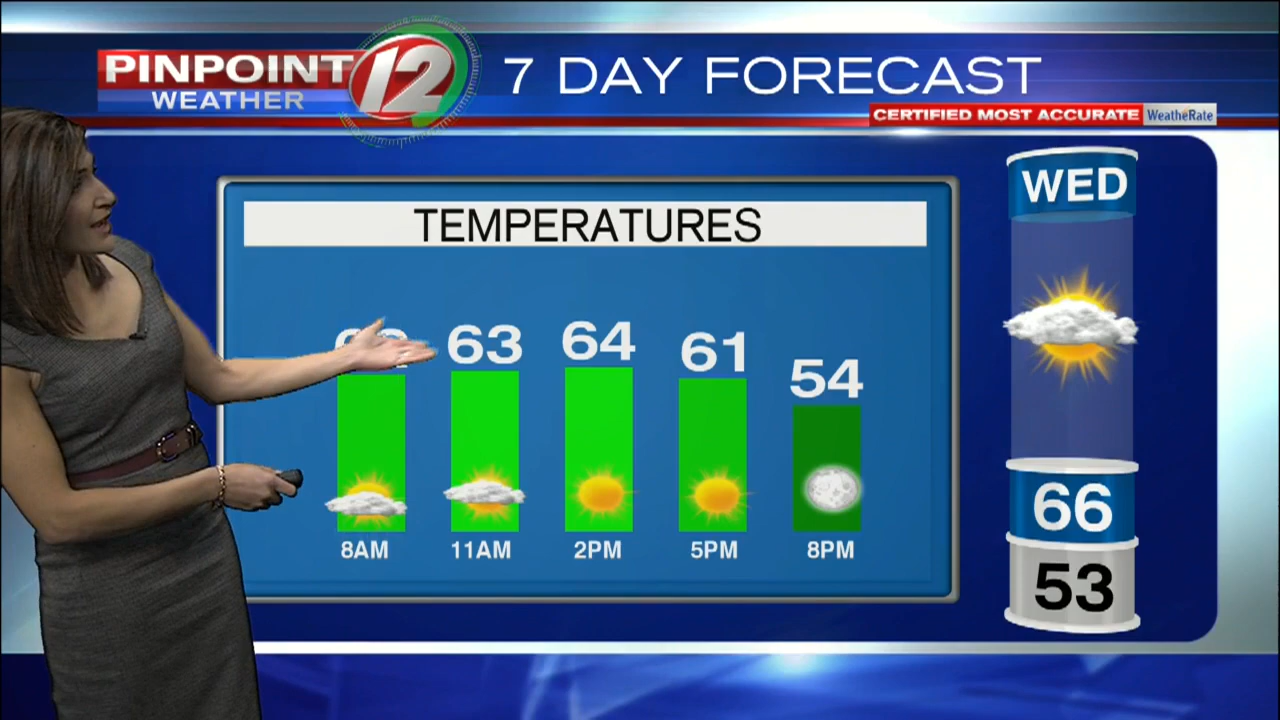 PINPOINT
WEATHER
12
7 DAY FORECAST
CERTIFIED MOST ACCURATE WeatheRate
WED
TEMPERATURES
63 64 61 54
8AM 11AM 2PM 5PM 8PM
66
53